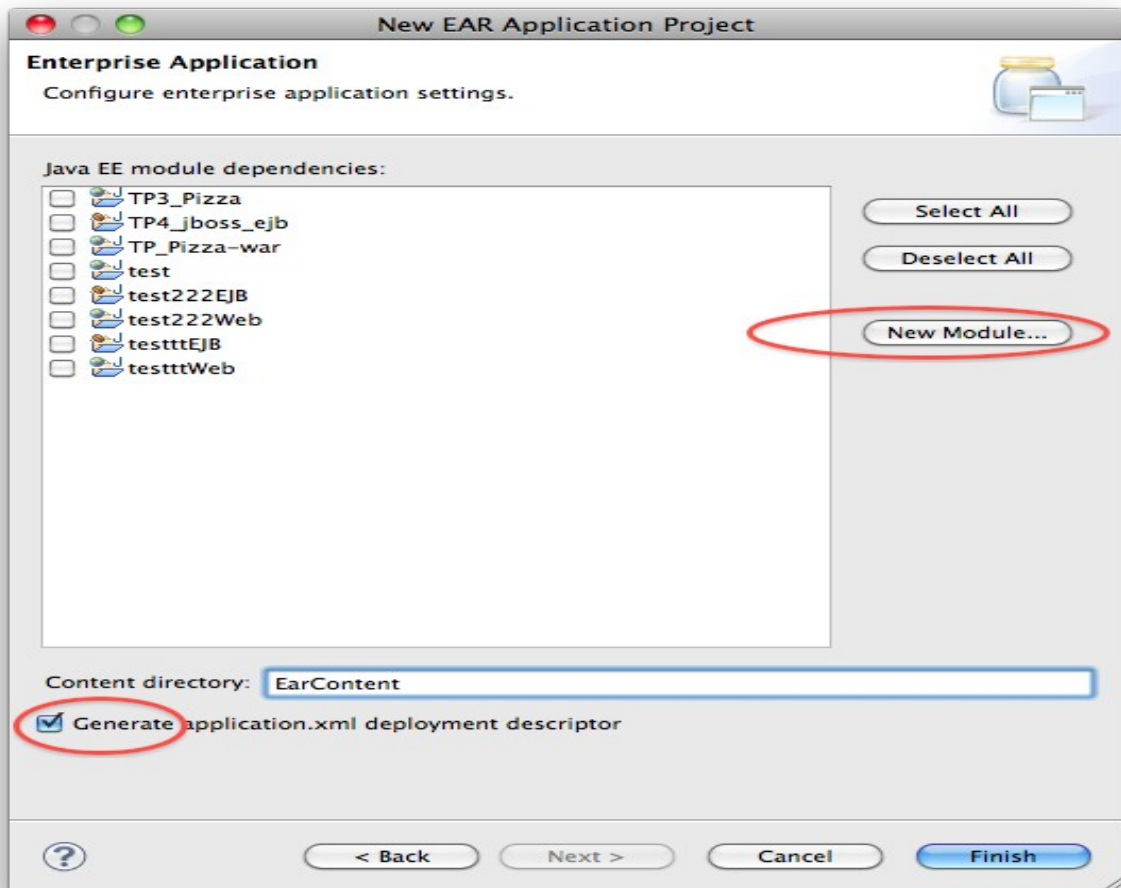 New EAR Application Project
Enterprise Application
Configure enterprise application settings.
Java EE module dependencies:
TP3_Pizza
TP4_jboss_ejb
TP_Pizza-war
test
test222EJB
test222Web
testttEJB
testttWeb
Select All
Deselect All
New Module...
Content directory: EarContent
Generate application.xml deployment descriptor
? < Back Next > Cancel Finish